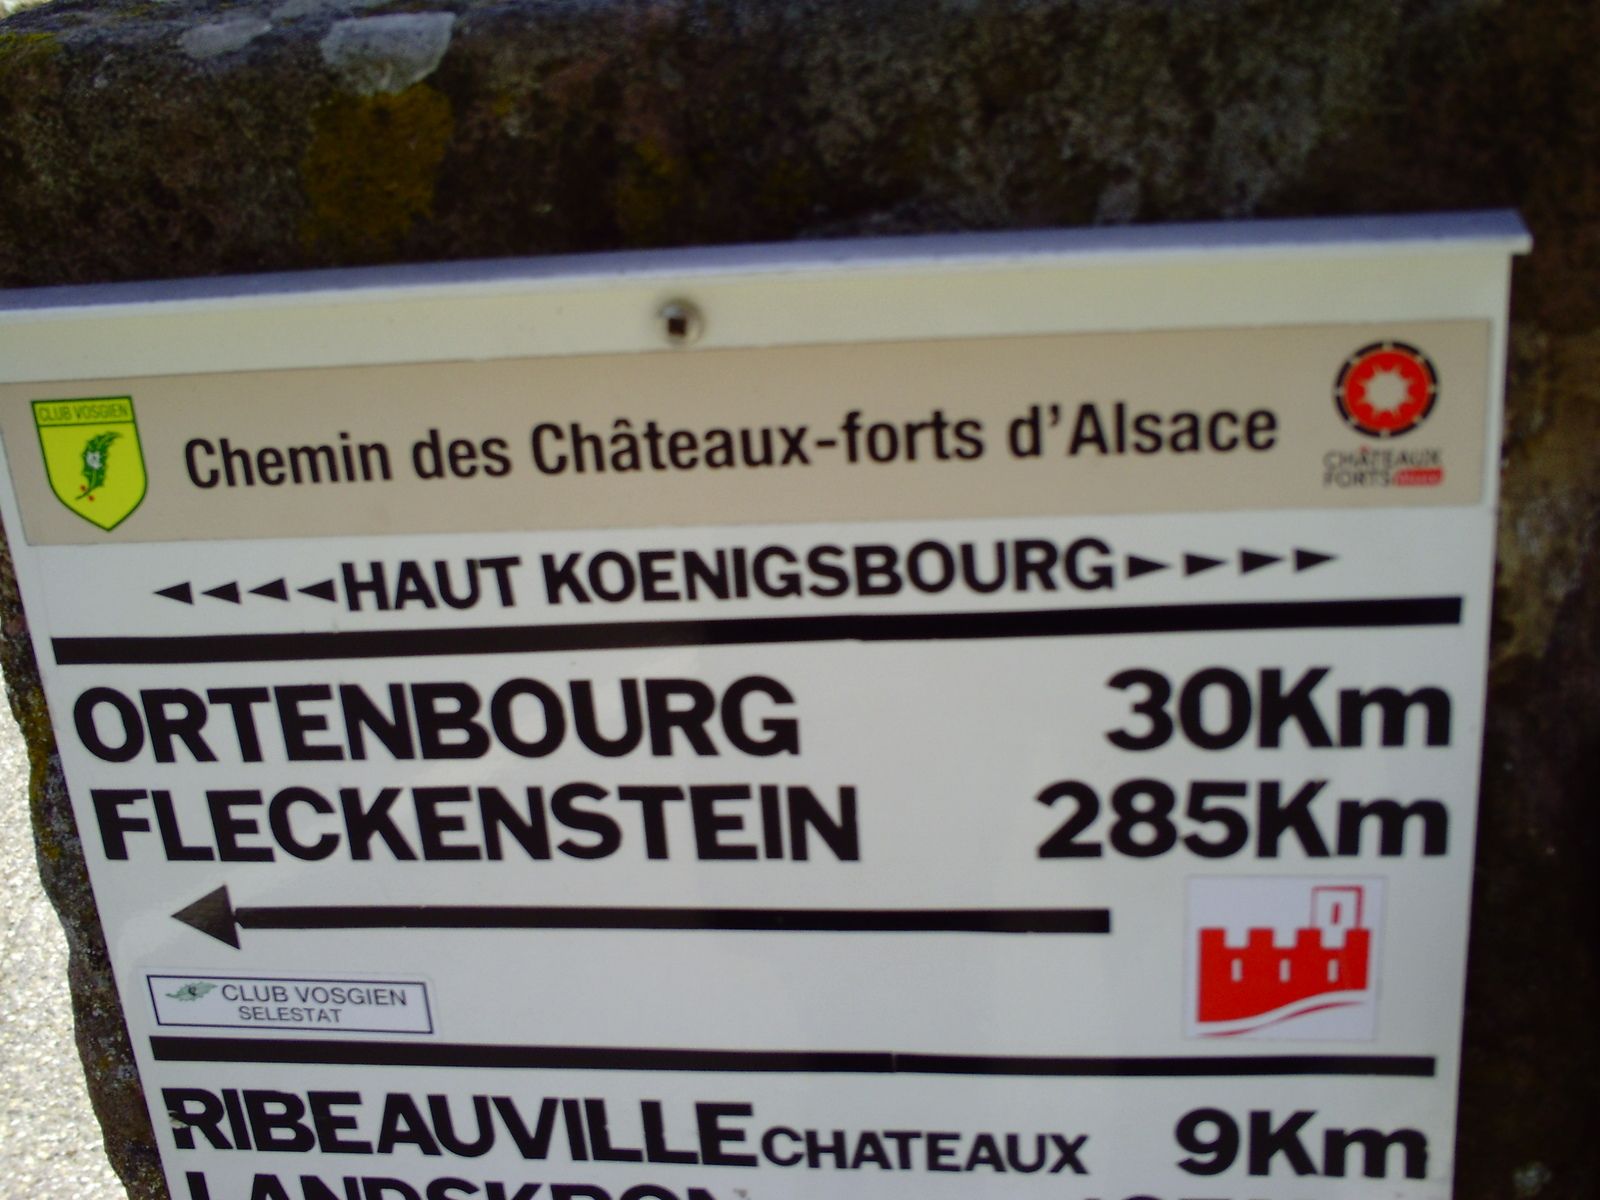 CLUB VOSGIEN
Chemin des Châteaux-forts d'Alsace
CHÂTEAUX
FORTS
HAUT KOENIGSBOURG
ORTENBOURG 30Km
FLECKENSTEIN 285Km
CLUB VOSGIEN
SELESTAT
RIBEAUVILLE CHATEAUX 9Km
LANDSKRON